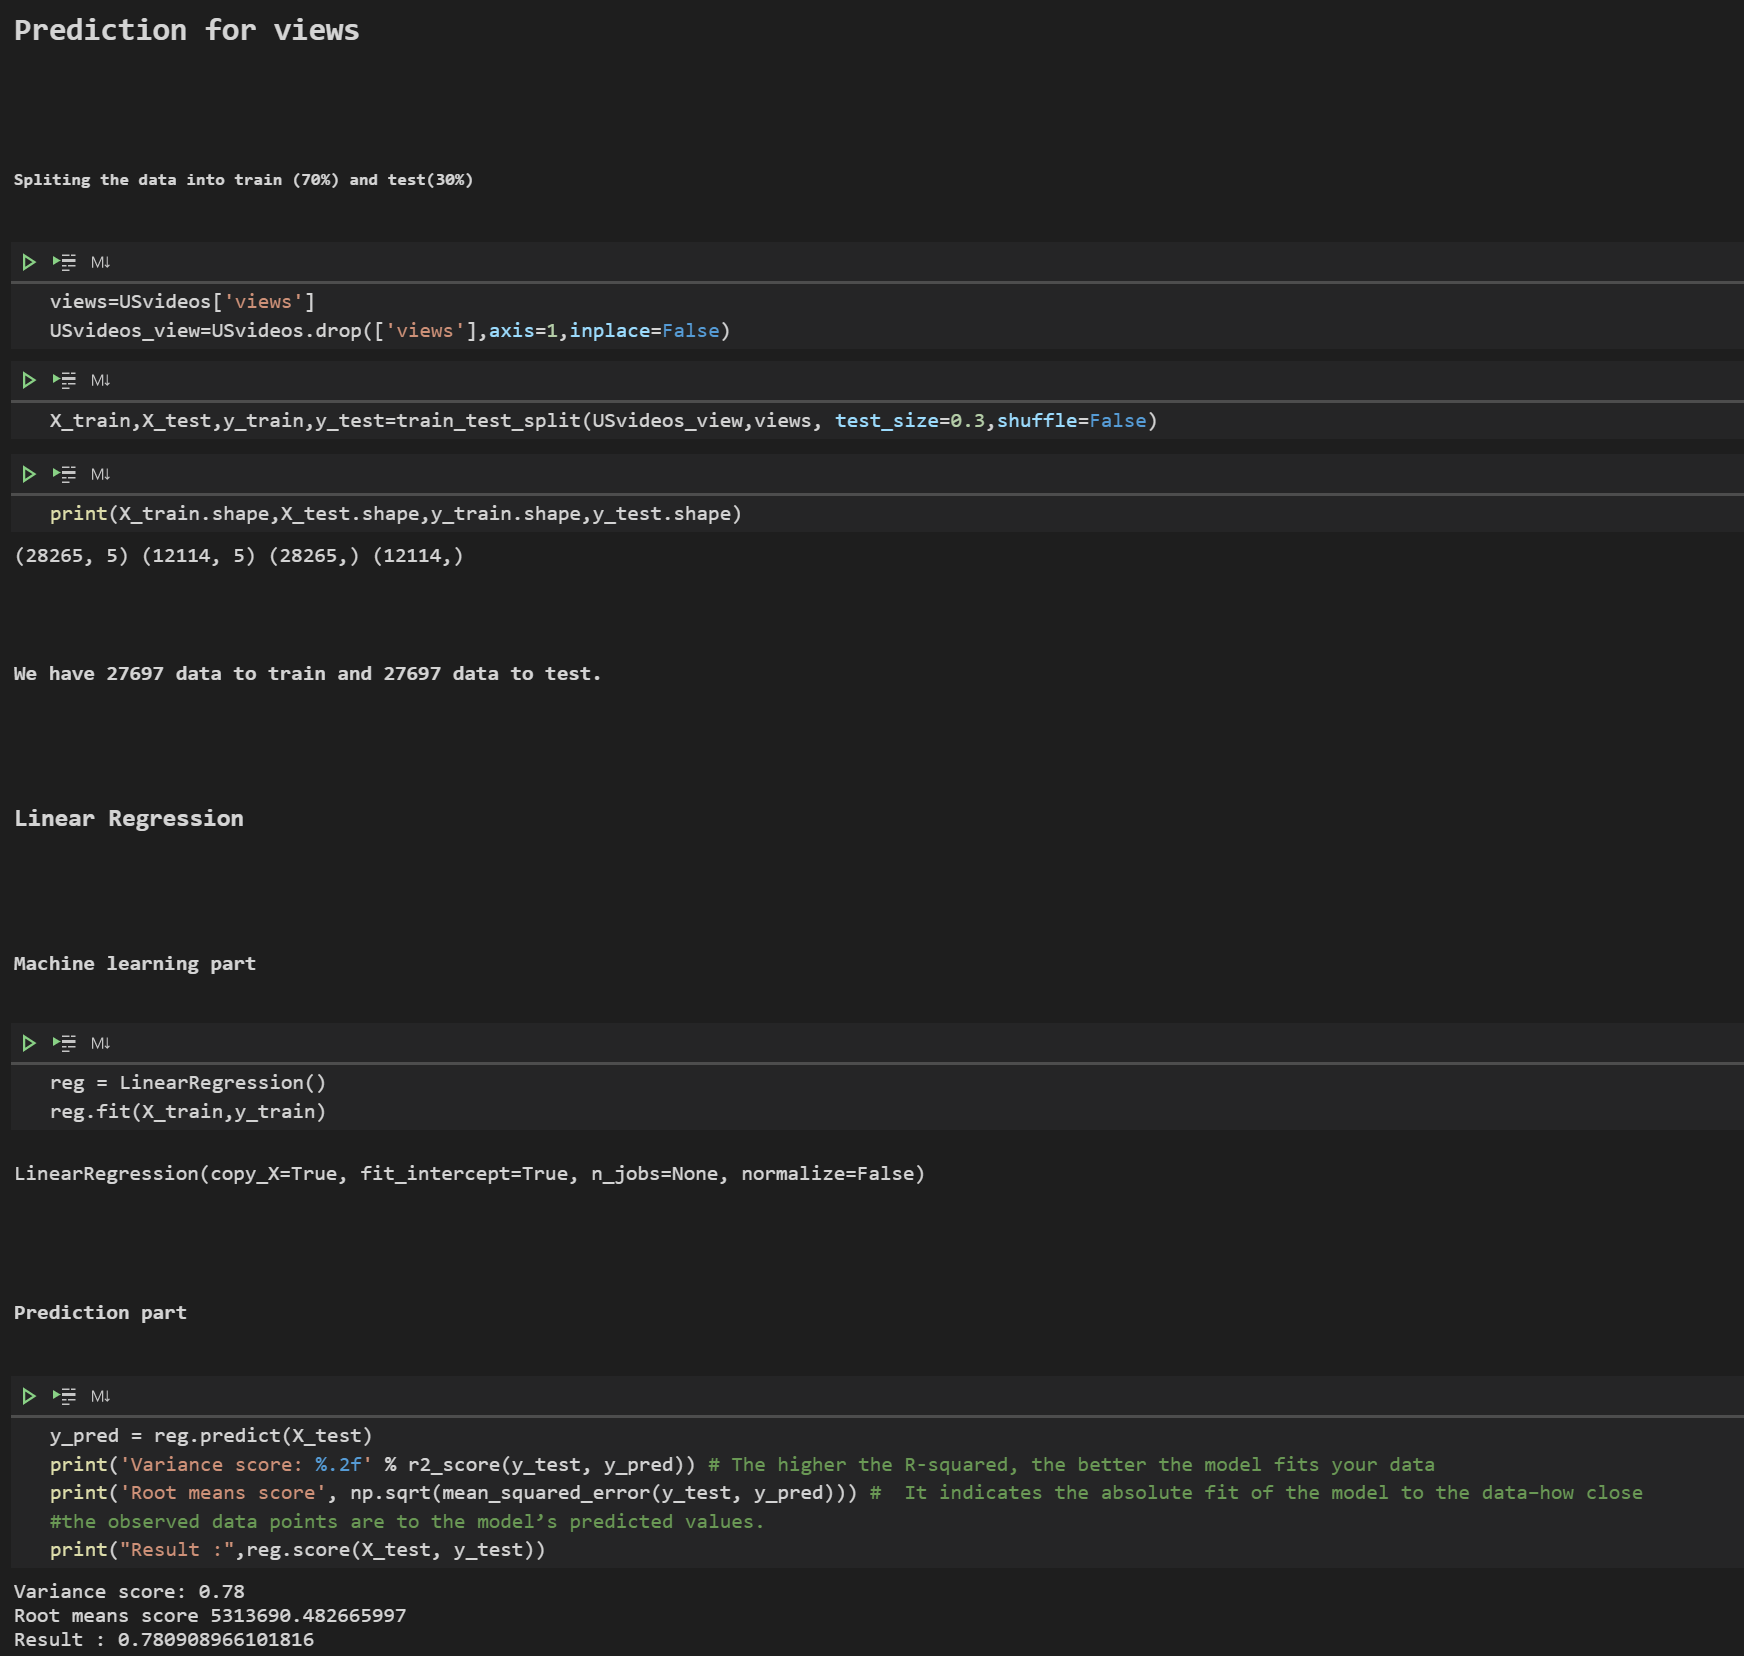 Prediction for views
Spliting the data into train (70%) and test(30%)
M↓
views=USvideos['views']
USvideos_view=USvideos.drop(['views'],axis=1,inplace=False)
M↓
X_train,X_test,y_train,y_test=train_test_split(USvideos_view,views, test_size=0.3,shuffle=False)
M↓
print(X_train.shape,X_test.shape,y_train.shape,y_test.shape)
(28265, 5) (12114, 5) (28265,) (12114,)
We have 27697 data to train and 27697 data to test.
Linear Regression
Machine learning part
M↓
reg = LinearRegression()
reg.fit(X_train,y_train)
LinearRegression(copy_X=True, fit_intercept=True, n_jobs=None, normalize=False)
Prediction part
M↓
y_pred = reg.predict(X_test)
print('Variance score: %.2f' % r2_score(y_test, y_pred)) # The higher the R-squared, the better the model fits your data
print('Root means score', np.sqrt(mean_squared_error(y_test, y_pred))) #  It indicates the absolute fit of the model to the data–how close
#the observed data points are to the model’s predicted values.
print("Result :",reg.score(X_test, y_test))
Variance score: 0.78
Root means score 5313690.482665997
Result : 0.780908966101816